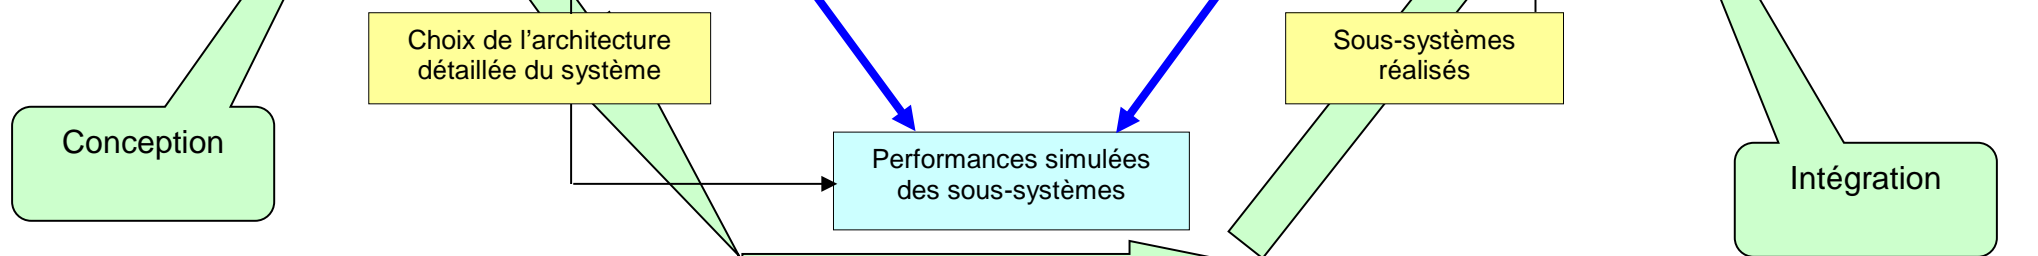 Choix de l’architecture
détaillée du système
Sous-systèmes
réalisés
Conception
Performances simulées
des sous-systèmes
Intégration